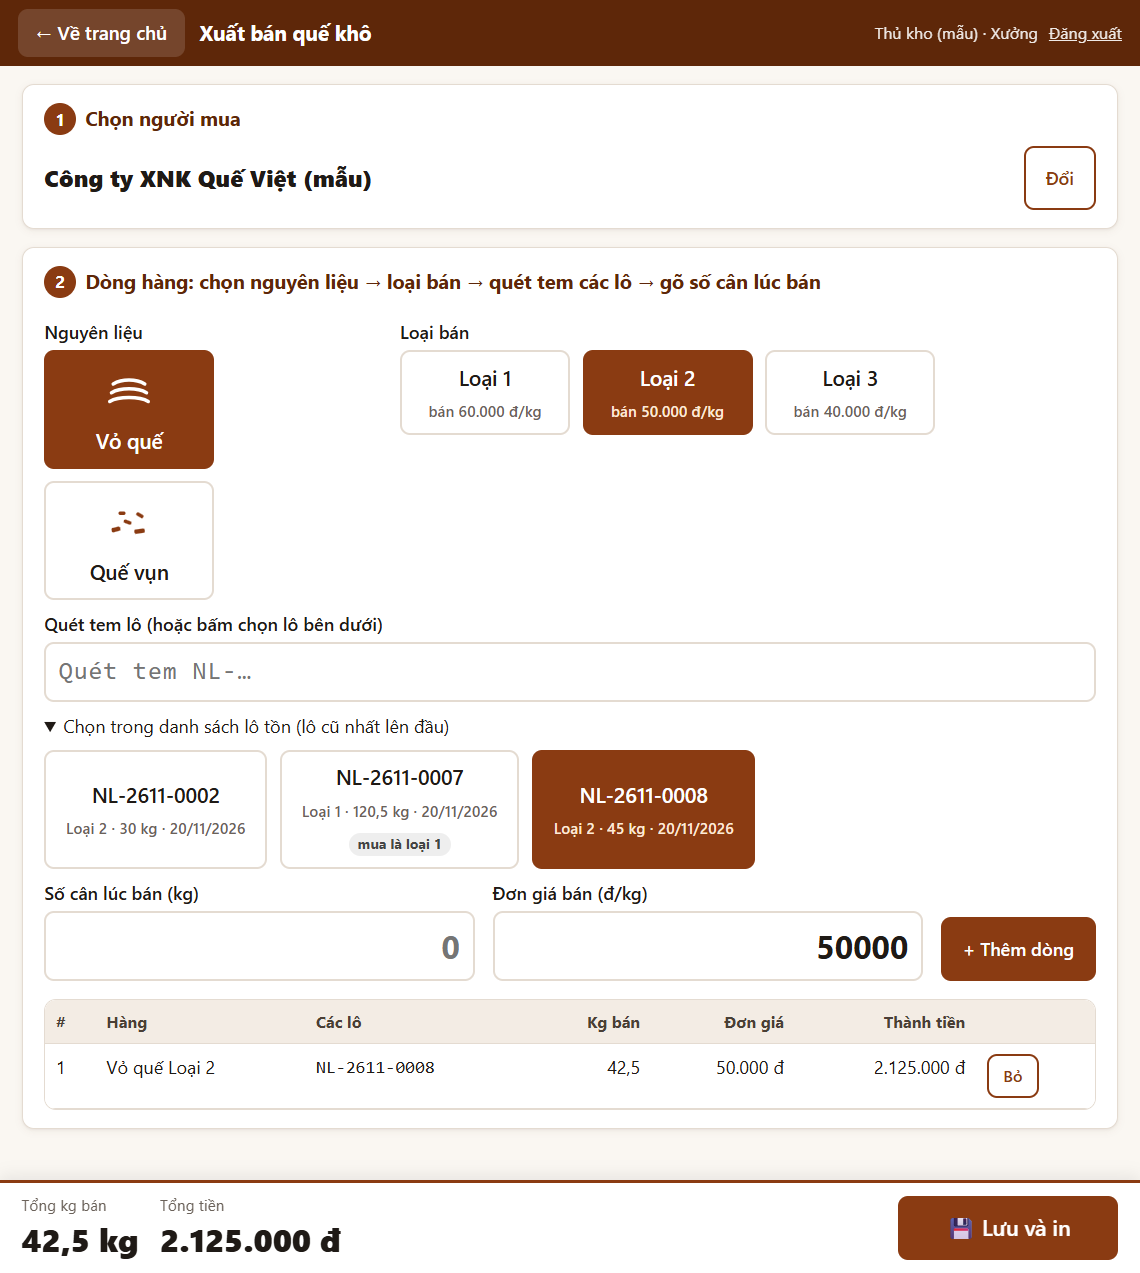 ← Về trang chủ
Xuất bán quế khô
Thủ kho (mẫu) · Xưởng
Đăng xuất
1 Chọn người mua
Công ty XNK Quế Việt (mẫu)
Đổi
2 Dòng hàng: chọn nguyên liệu → loại bán → quét tem các lô → gõ số cân lúc bán
Nguyên liệu
Loại bán
Vỏ quế
Quế vụn
Loại 1
bán 60.000 đ/kg
Loại 2
bán 50.000 đ/kg
Loại 3
bán 40.000 đ/kg
Quét tem lô (hoặc bấm chọn lô bên dưới)
Quét tem NL-…
▼ Chọn trong danh sách lô tồn (lô cũ nhất lên đầu)
NL-2611-0002
Loại 2 · 30 kg · 20/11/2026
NL-2611-0007
Loại 1 · 120,5 kg · 20/11/2026
mua là loại 1
NL-2611-0008
Loại 2 · 45 kg · 20/11/2026
Số cân lúc bán (kg)
0
Đơn giá bán (đ/kg)
50000
+ Thêm dòng
# Hàng Các lô Kg bán Đơn giá Thành tiền
1 Vỏ quế Loại 2 NL-2611-0008 42,5 50.000 đ 2.125.000 đ Bỏ
Tổng kg bán
42,5 kg
Tổng tiền
2.125.000 đ
Lưu và in